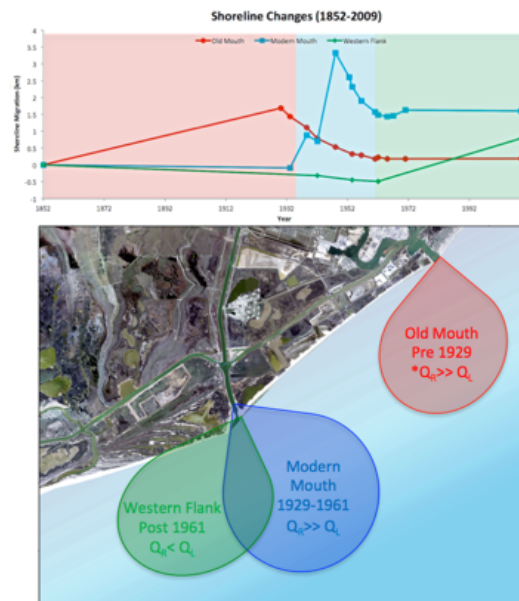 Shoreline Changes (1852-2009)
Old Mouth Modern Mouth Western Flank
Shoreline Migration (km)
4
3.5
3
2.5
2
1.5
1
0.5
0
-0.5
-1
1852 1872 1892 1912 1932 1952 1972 1992
Year
Old Mouth
Pre 1929
*QR>> QL
Modern
Mouth
1929-1961
QR>> QL
Western Flank
Post 1961
QR< QL